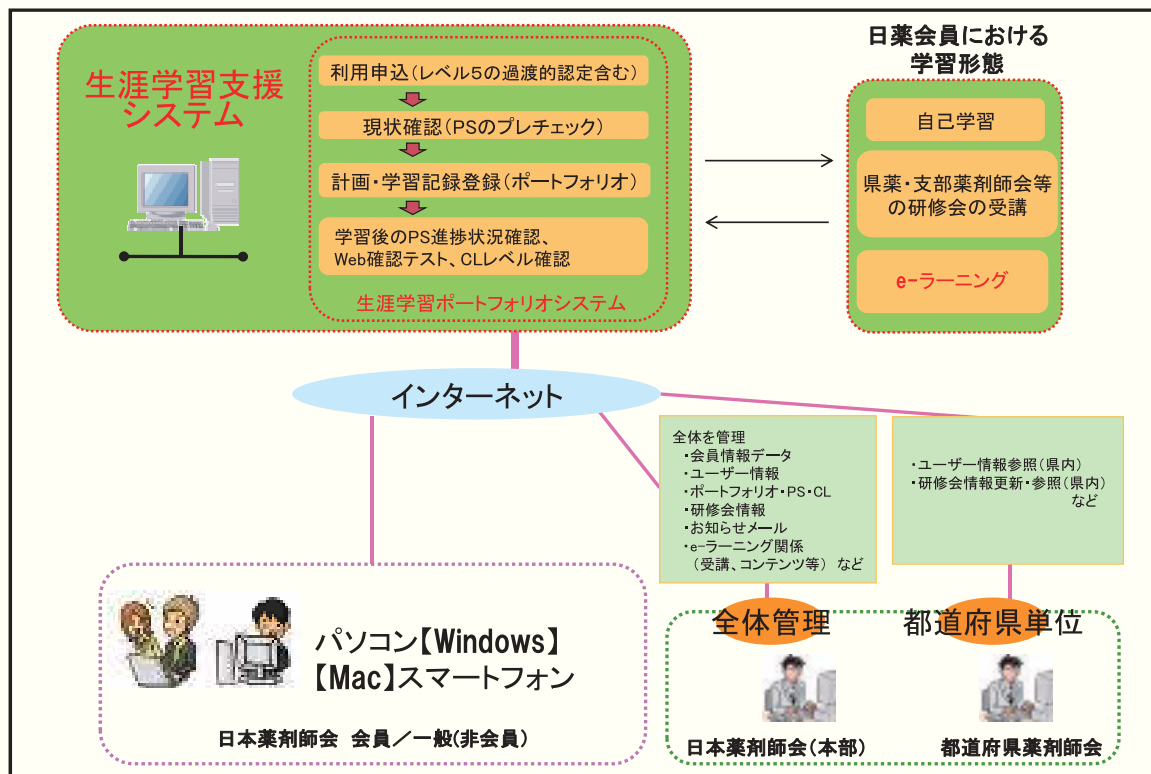 生涯学習支援
システム
利用申込(レベル5の過渡的認定含む)
現状確認(PSのプレチェック)
計画・学習記録登録(ポートフォリオ)
学習後のPS進捗状況確認、
Web確認テスト、CLレベル確認
生涯学習ポートフォリオシステム
日薬会員における
学習形態
自己学習
県薬・支部薬剤師会等
の研修会の受講
e-ラーニング
インターネット
全体を管理
・会員情報データ
・ユーザー情報
・ポートフォリオ・PS・CL
・研修会情報
・お知らせメール
・e-ラーニング関係
(受講、コンテンツ等) など
・ユーザー情報参照(県内)
・研修会情報更新・参照(県内)
など
パソコン【Windows】
【Mac】スマートフォン
日本薬剤師会 会員/一般(非会員)
全体管理
日本薬剤師会(本部)
都道府県単位
都道府県薬剤師会